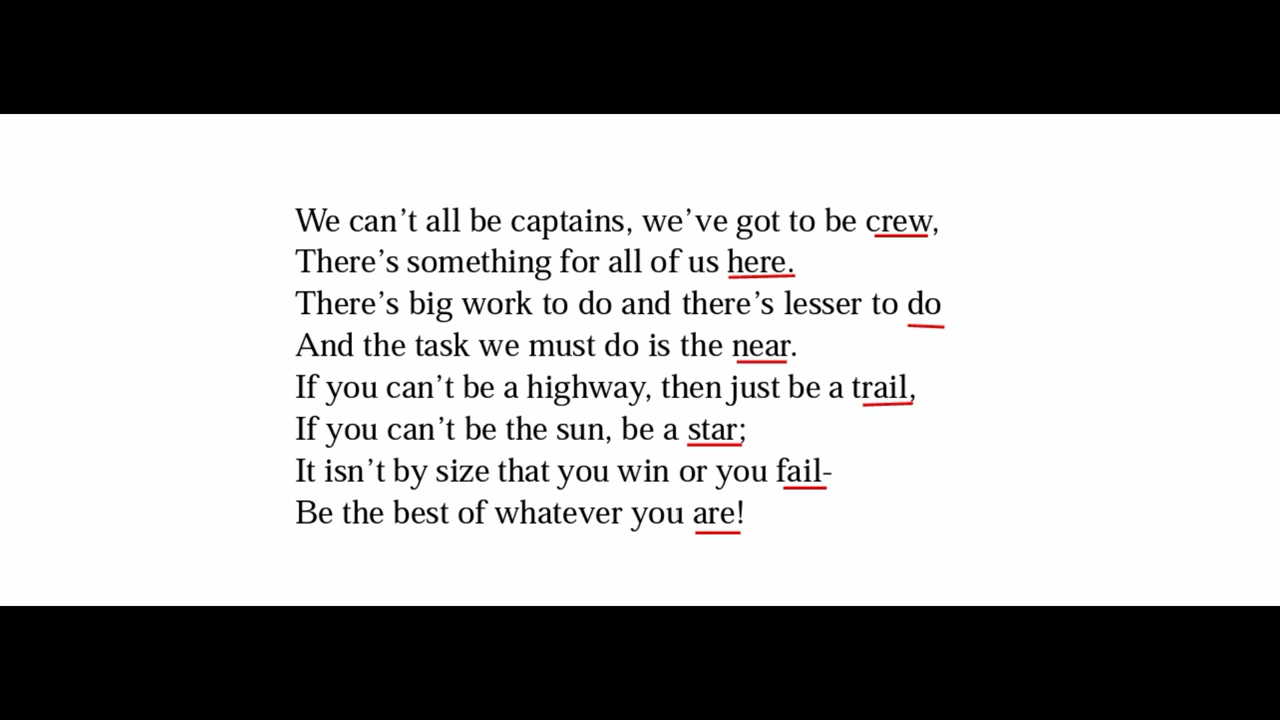 We can’t all be captains, we’ve got to be crew,
There’s something for all of us here.
There’s big work to do and there’s lesser to do
And the task we must do is the near.
If you can’t be a highway, then just be a trail,
If you can’t be the sun, be a star;
It isn’t by size that you win or you fail-
Be the best of whatever you are!